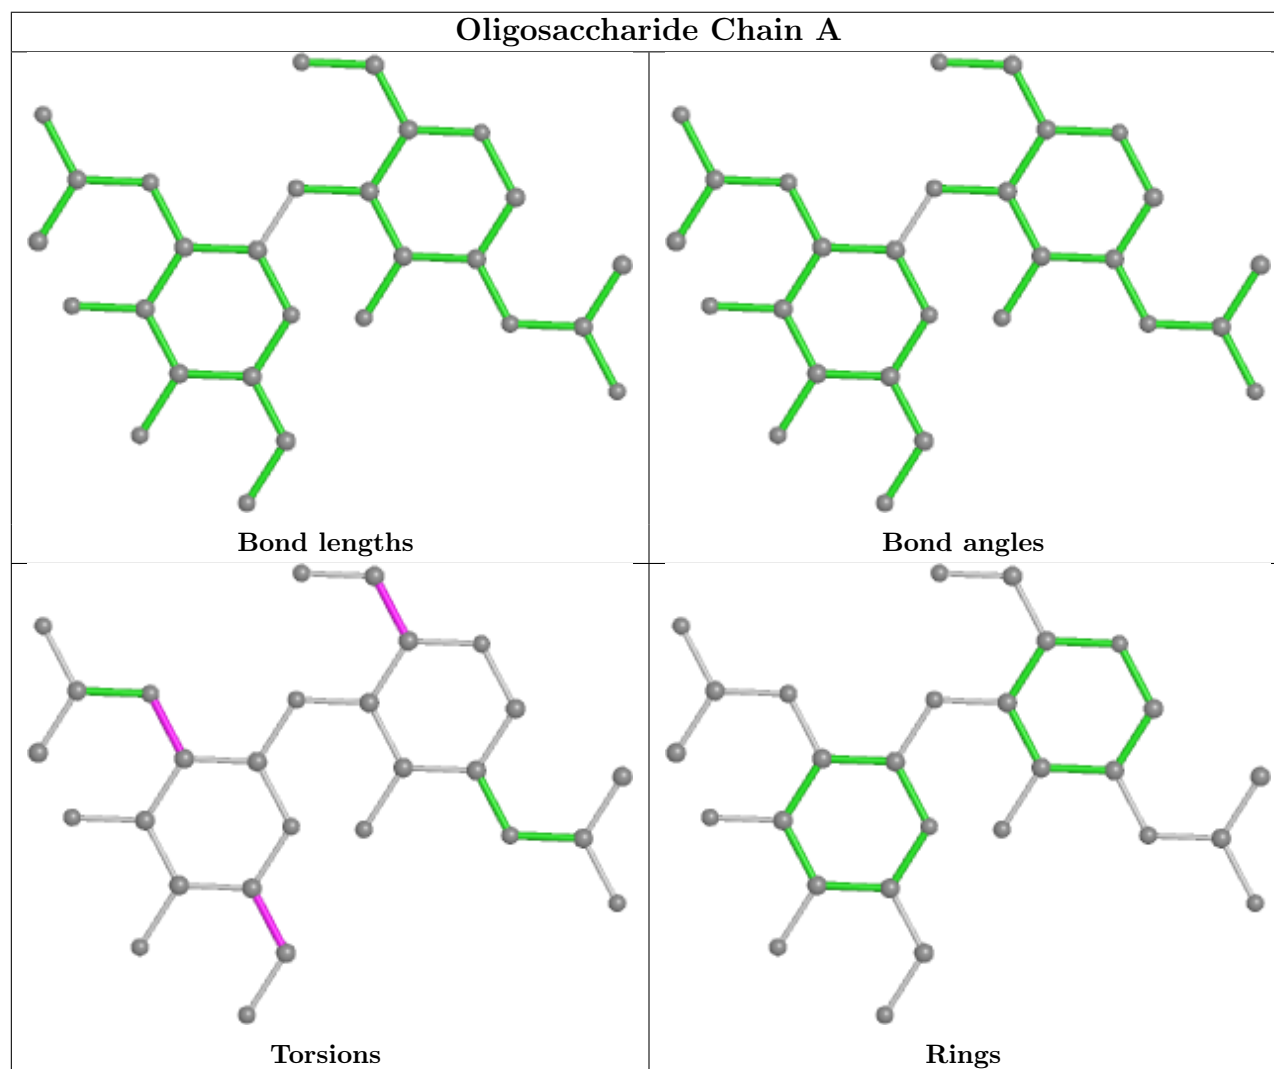 Oligosaccharide Chain A
Bond lengths
Bond angles
Torsions
Rings